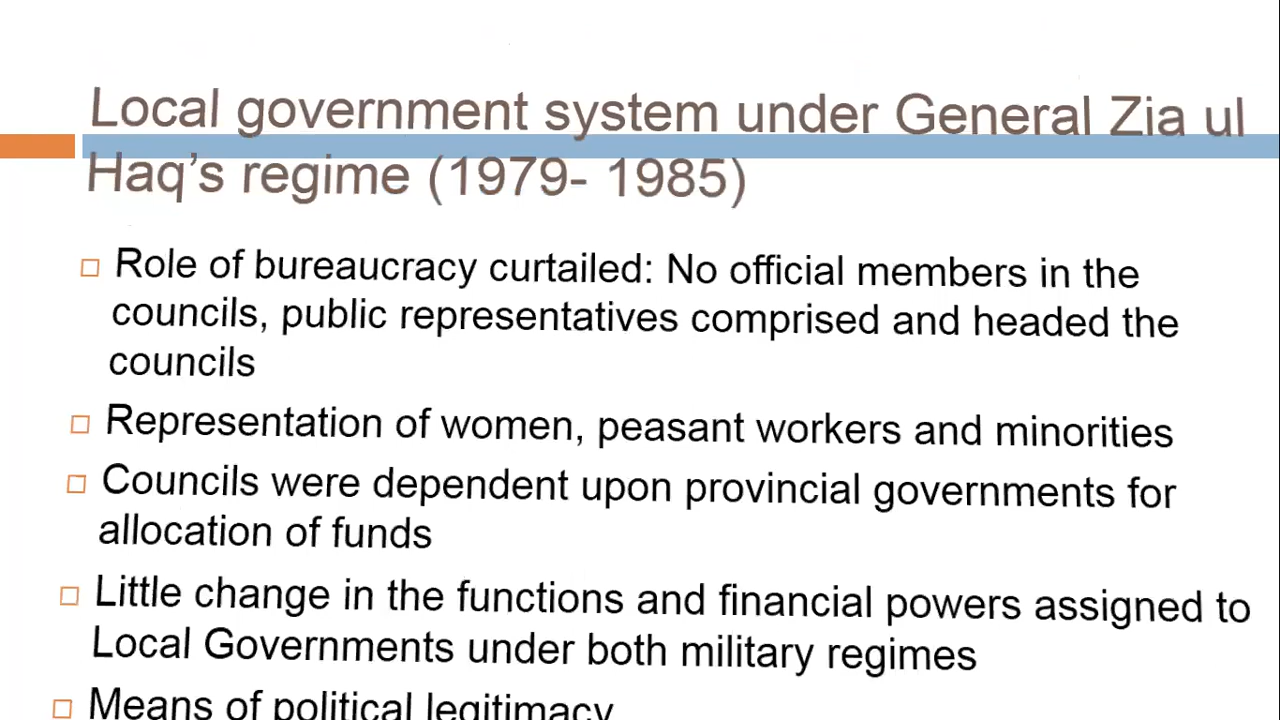 Local government system under General Zia ul
Haq's regime (1979- 1985)
Role of bureaucracy curtailed: No official members in the
councils, public representatives comprised and headed the
councils
Representation of women, peasant workers and minorities
Councils were dependent upon provincial governments for
allocation of funds
Little change in the functions and financial powers assigned to
Local Governments under both military regimes
Means of political legitimacy